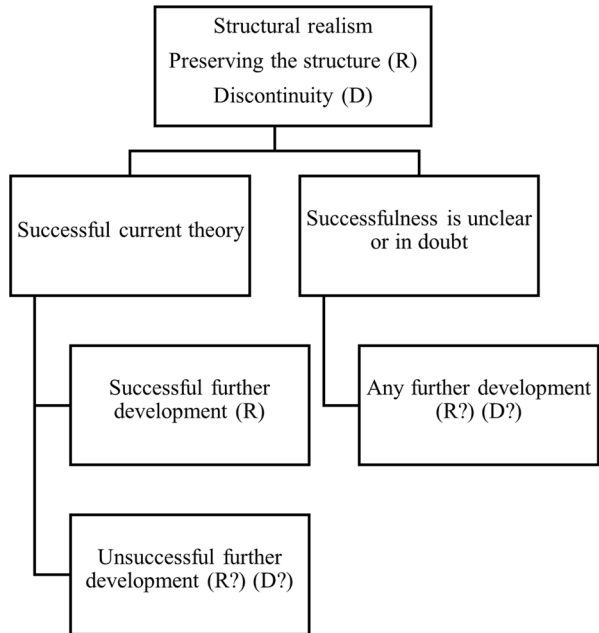 Structural realism
Preserving the structure (R)
Discontinuity (D)
Successful current theory
Successfulness is unclear
or in doubt
Successful further
development (R)
Any further development
(R?) (D?)
Unsuccessful further
development (R?) (D?)